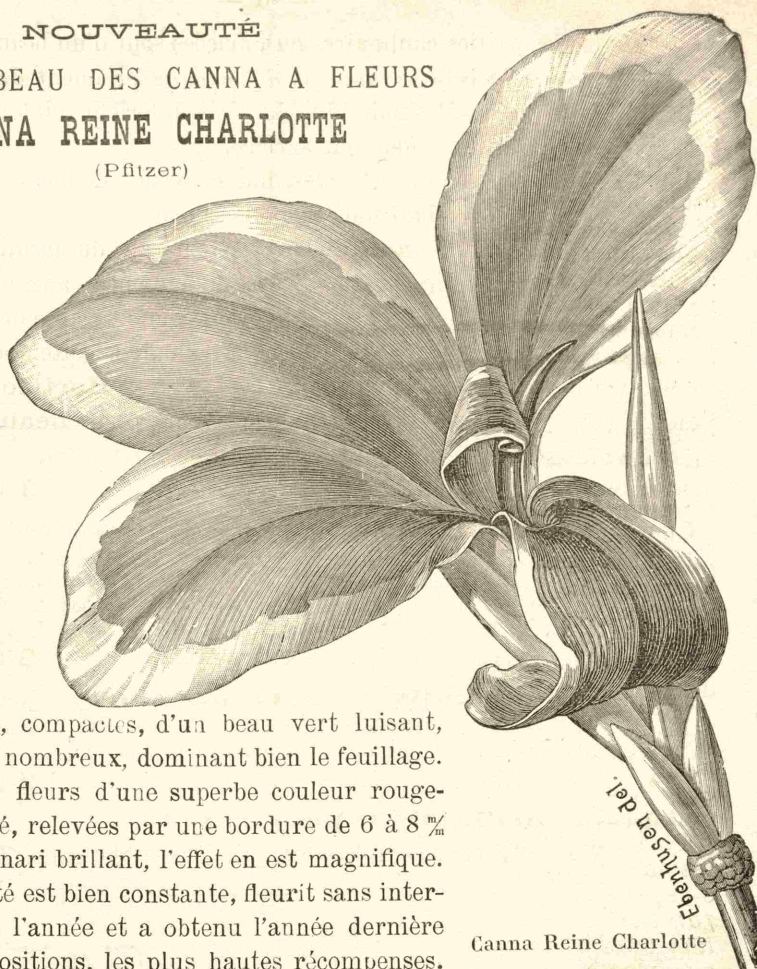 NOUVEAUTÉ
BEAU DES CANNA A FLEURS
NA REINE CHARLOTTE
(Pfitzer)
, compactes, d'un beau vert luisant,
nombreux, dominant bien le feuillage.
fleurs d'une superbe couleur rouge-
é, relevées par une bordure de 6 à 8 m/m
nari brillant, l'effet en est magnifique.
té est bien constante, fleurit sans inter-
l'année et a obtenu l'année dernière
ositions, les plus hautes récompenses.
Ebenhusen del.
Canna Reine Charlotte